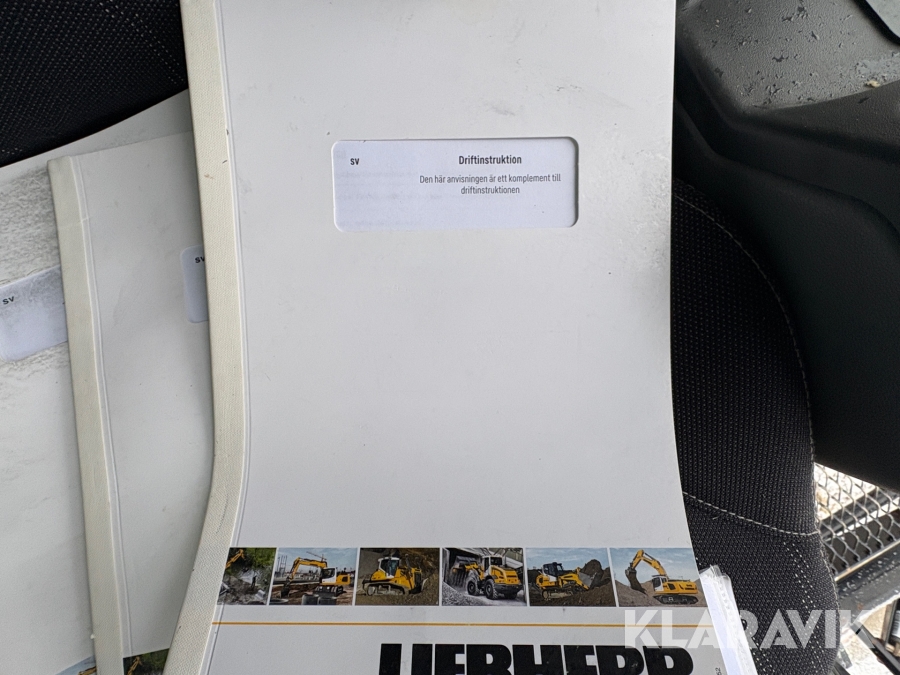 SV
Driftinstruktion
Den här anvisningen är ett komplement till
driftinstruktionen
SV
SV
LIEBHERR
KLARAVIK